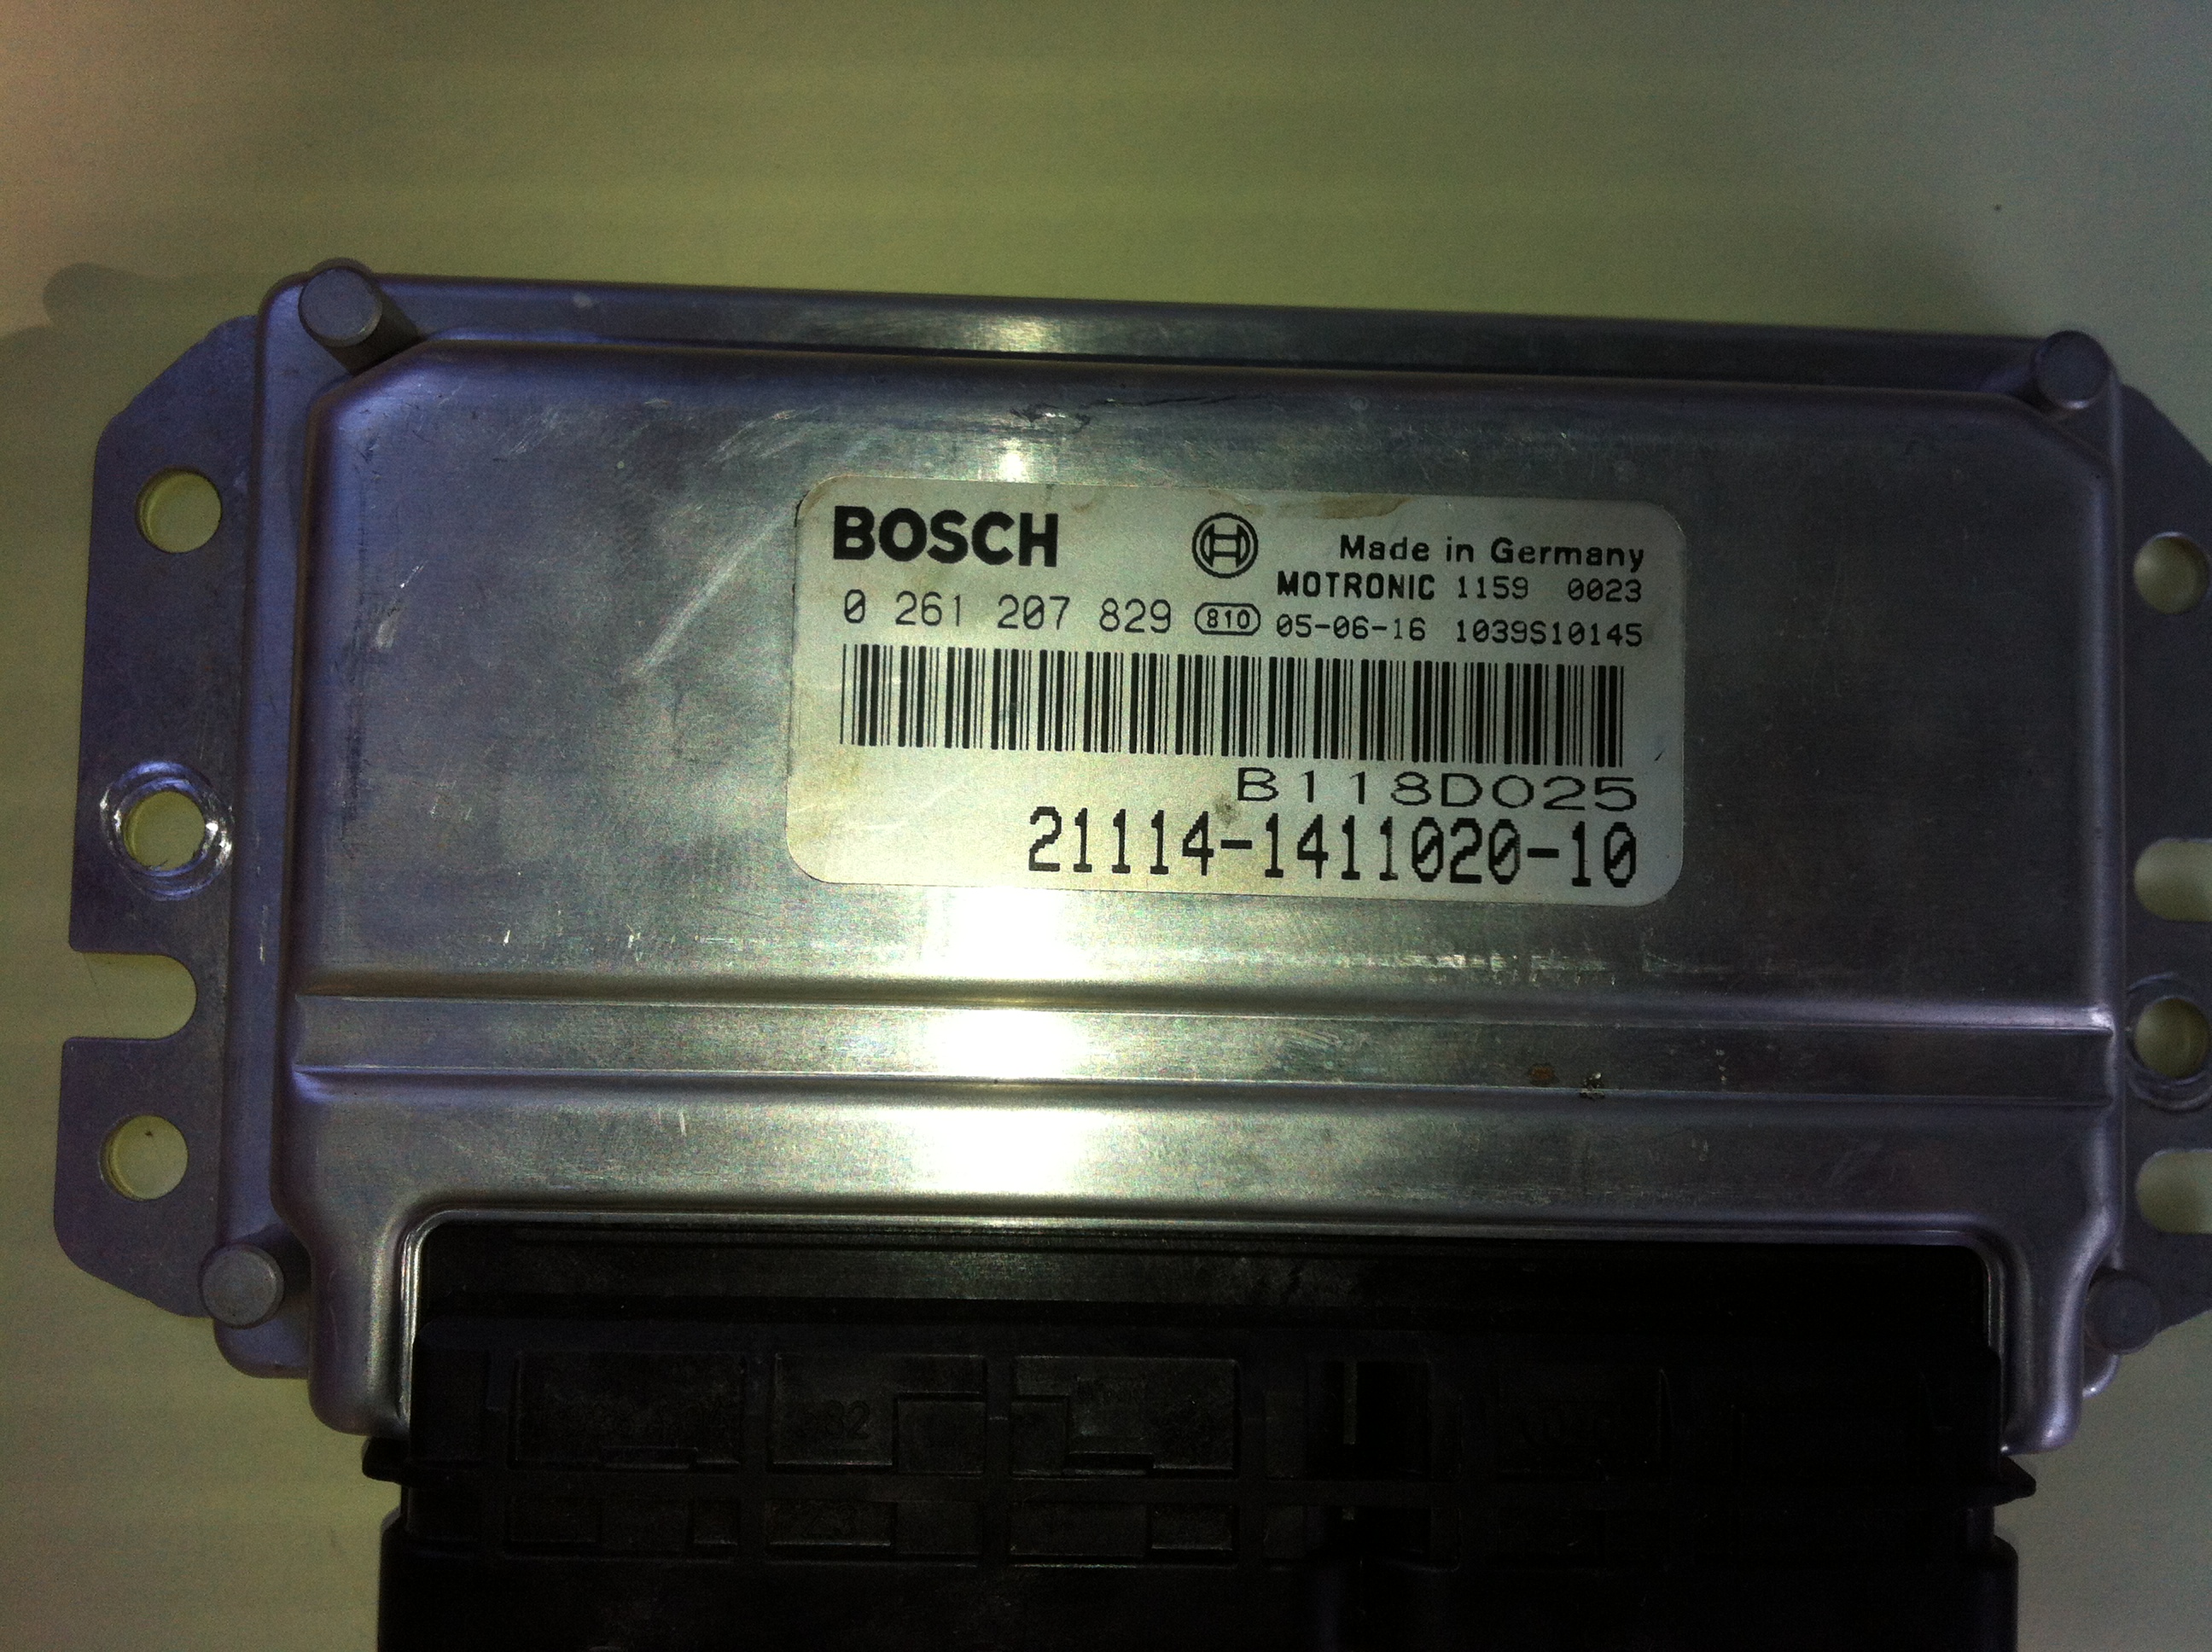 BOSCH
Made in Germany
MOTRONIC 1159 0023
0 261 207 829 810 05-06-16 1039S10145
B118D025
21114-1411020-10
32